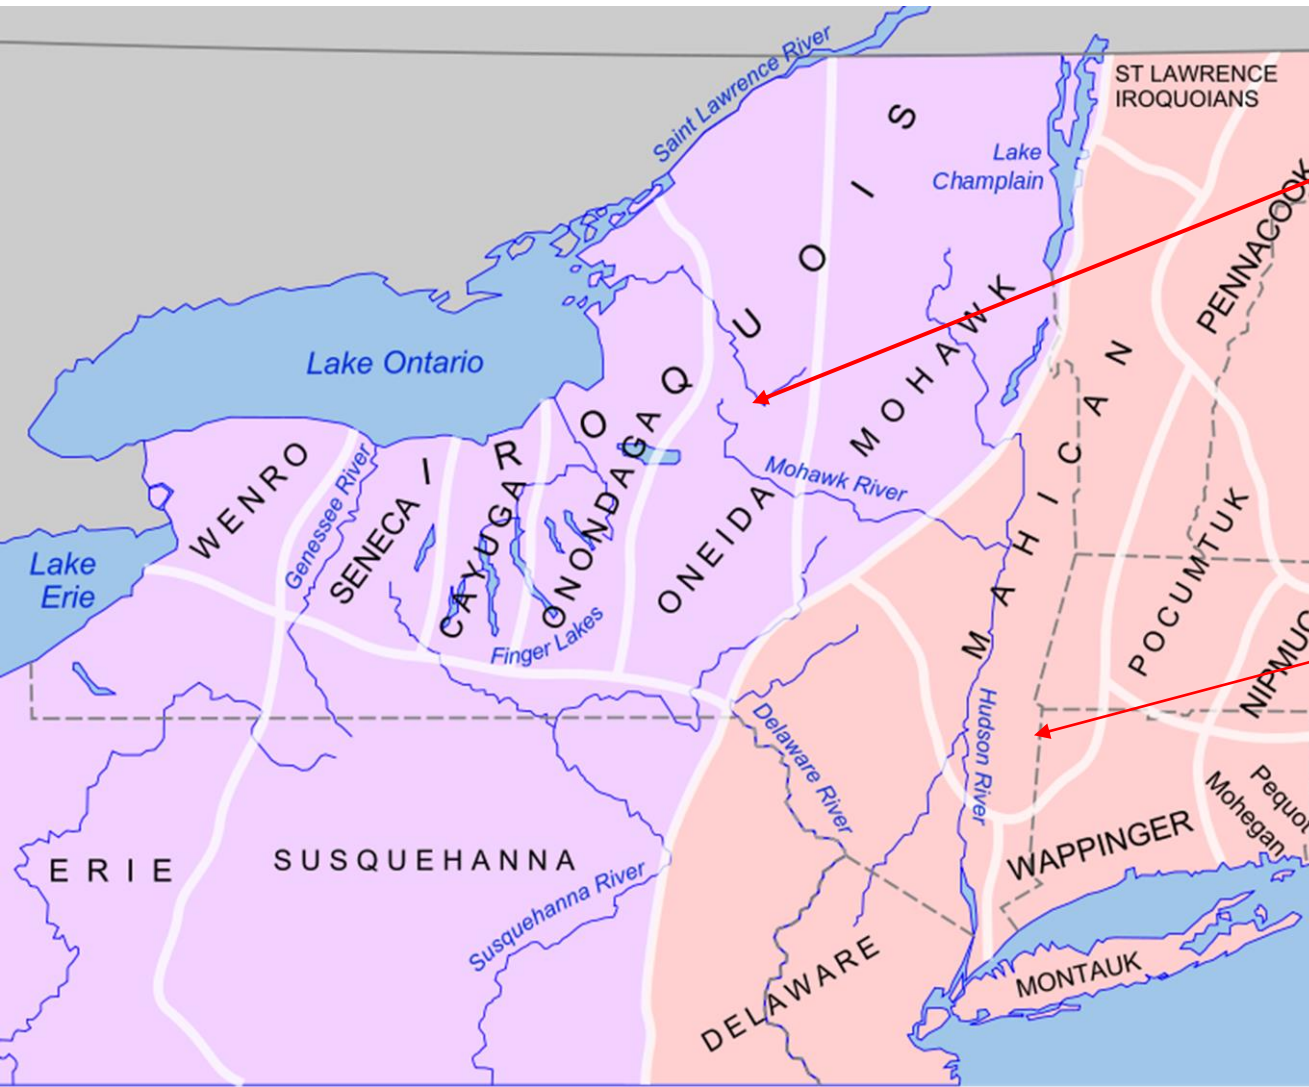 ST LAWRENCE
IROQUOIANS
Saint Lawrence River
Lake
Champlain
PENNACOOK
IROQUOIS
MOHAWK
Lake Ontario
MAHICAN
WENRO
Genessee River
SENECA
CAYUGA
ONONDAGAQ
ONEIDA
Mohawk River
Lake
Erie
Finger Lakes
POCUMTUK
NIPMUC
Delaware River
Hudson River
Pequot
Mohegan
WAPPINGER
ERIE
SUSQUEHANNA
Susquehanna River
DELAWARE
MONTAUK